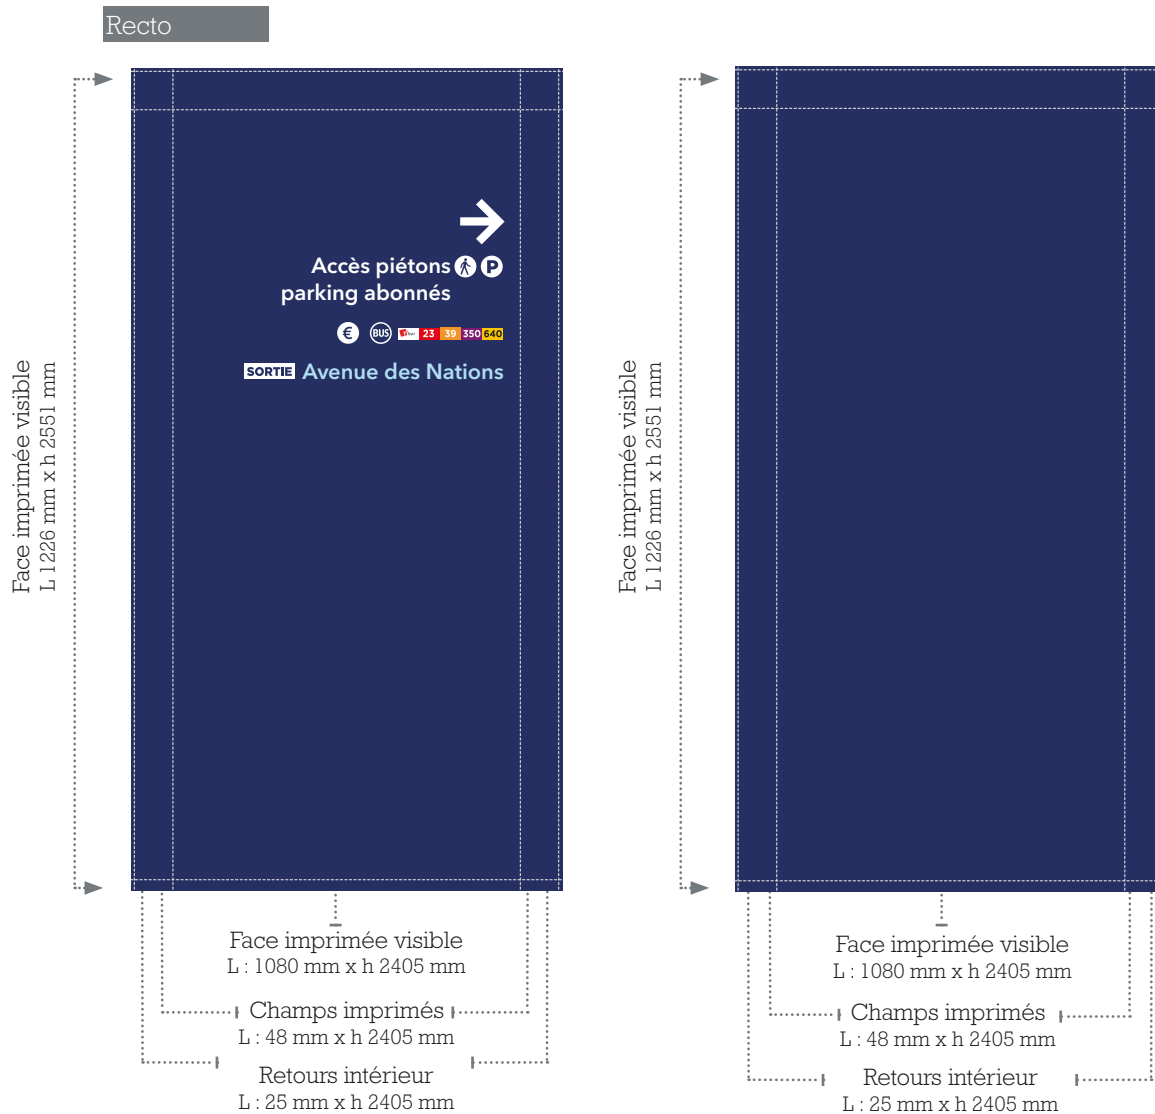 Recto
Face imprimée visible
L 1226 mm x h 2551 mm
Accès piétons P
parking abonnés
€ BUS 23 39 350 640
SORTIE Avenue des Nations
Face imprimée visible
L : 1080 mm x h 2405 mm
Champs imprimés
L : 48 mm x h 2405 mm
Retours intérieur
L : 25 mm x h 2405 mm
Face imprimée visible
L 1226 mm x h 2551 mm
Face imprimée visible
L : 1080 mm x h 2405 mm
Champs imprimés
L : 48 mm x h 2405 mm
Retours intérieur
L : 25 mm x h 2405 mm